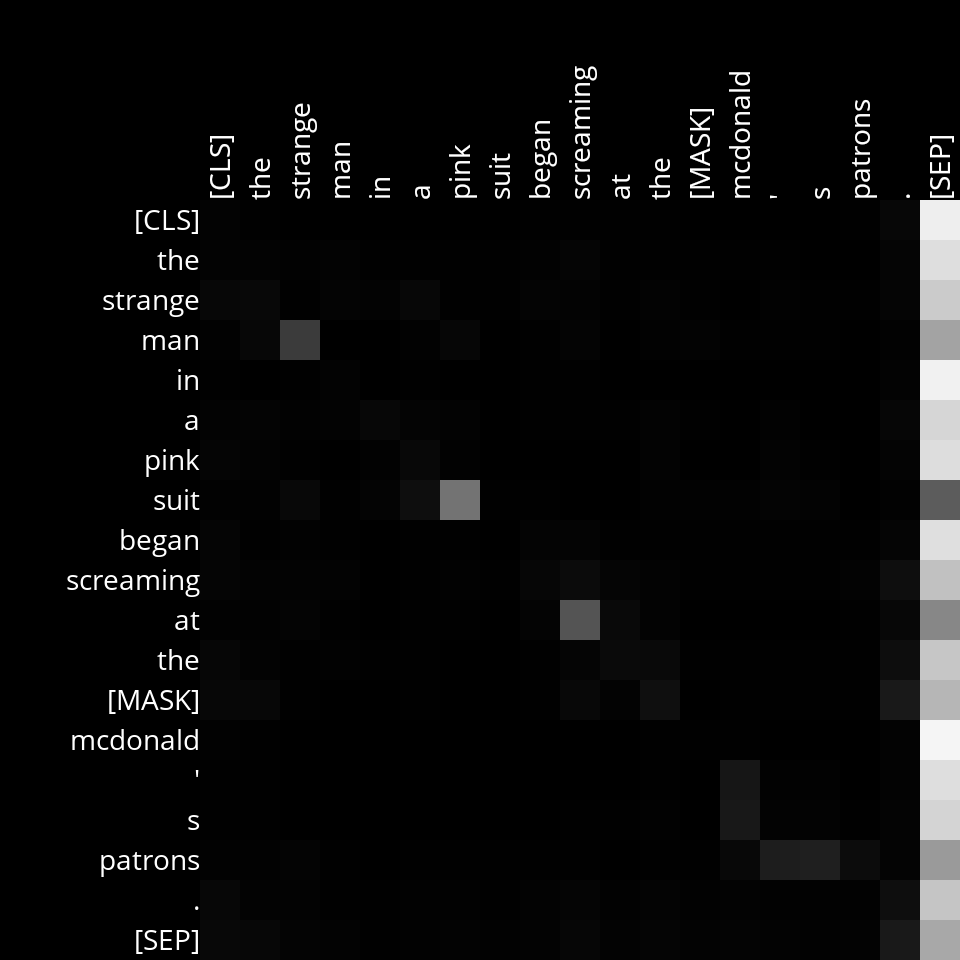 [CLS] the strange man in a pink suit began screaming at the [MASK] mcdonald ' s patrons . [SEP]
[CLS]
the
strange
man
in
a
pink
suit
began
screaming
at
the
[MASK]
mcdonald
'
s
patrons
.
[SEP]